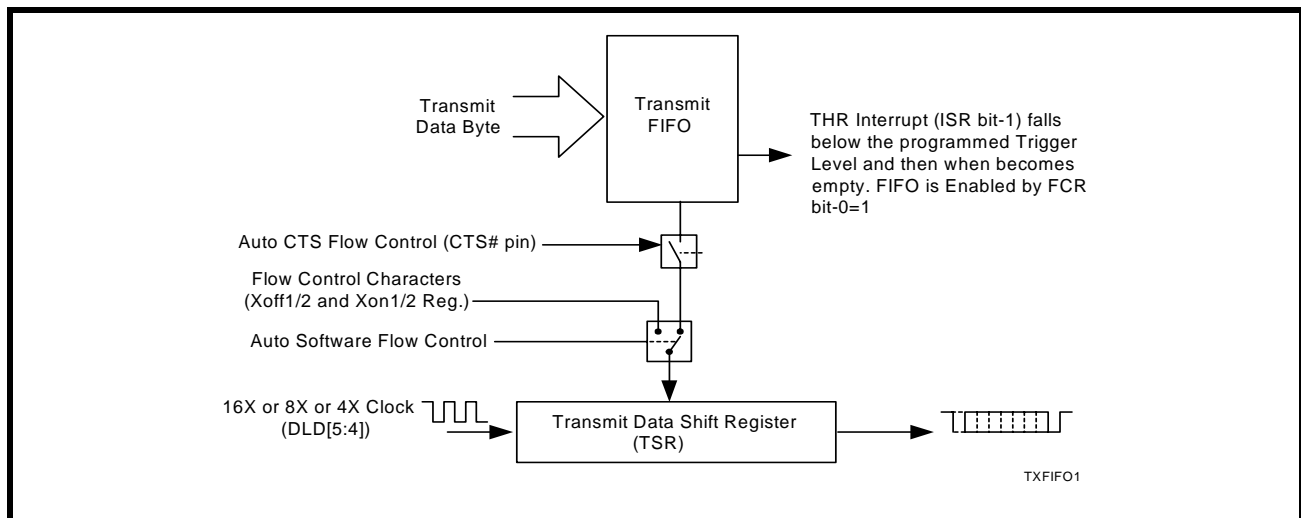 Transmit
Data Byte
Transmit
FIFO
THR Interrupt (ISR bit-1) falls
below the programmed Trigger
Level and then when becomes
empty. FIFO is Enabled by FCR
bit-0=1
Auto CTS Flow Control (CTS# pin)
Flow Control Characters
(Xoff1/2 and Xon1/2 Reg.)
Auto Software Flow Control
16X or 8X or 4X Clock
(DLD[5:4])
Transmit Data Shift Register
(TSR)
TXFIFO1